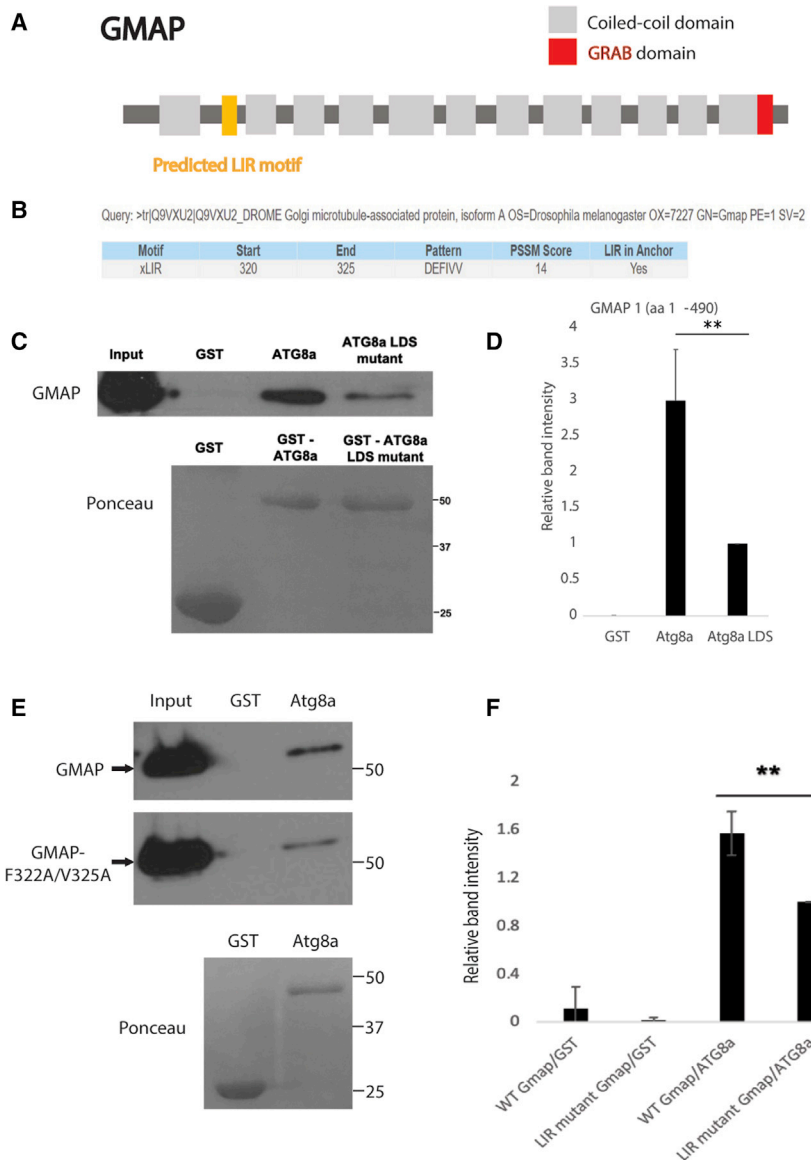 A
GMAP
Coiled-coil domain
GRAB domain
Predicted LIR motif
B
Query: >tr|Q9VXU2|Q9VXU2_DROME Golgi microtubule-associated protein, isoform A OS=Drosophila melanogaster OX=7227 GN=Gmap PE=1 SV=2
Motif Start End Pattern PSSM Score LIR in Anchor
xLIR 320 325 DEFIVV 14 Yes
C
Input GST ATG8a ATG8a LDS mutant
GMAP
GST GST - ATG8a GST - ATG8a LDS mutant
Ponceau
50
37
25
D
GMAP 1 (aa 1 -490)
**
Relative band intensity
4
3.5
3
2.5
2
1.5
1
0.5
0
GST Atg8a Atg8a LDS
E
Input GST Atg8a
GMAP
50
GMAP-
F322A/V325A
50
GST Atg8a
Ponceau
50
37
25
F
**
Relative band intensity
2
1.6
1.2
0.8
0.4
0
WT Gmap/GST
LIR mutant Gmap/GST
WT Gmap/ATG8a
LIR mutant Gmap/ATG8a